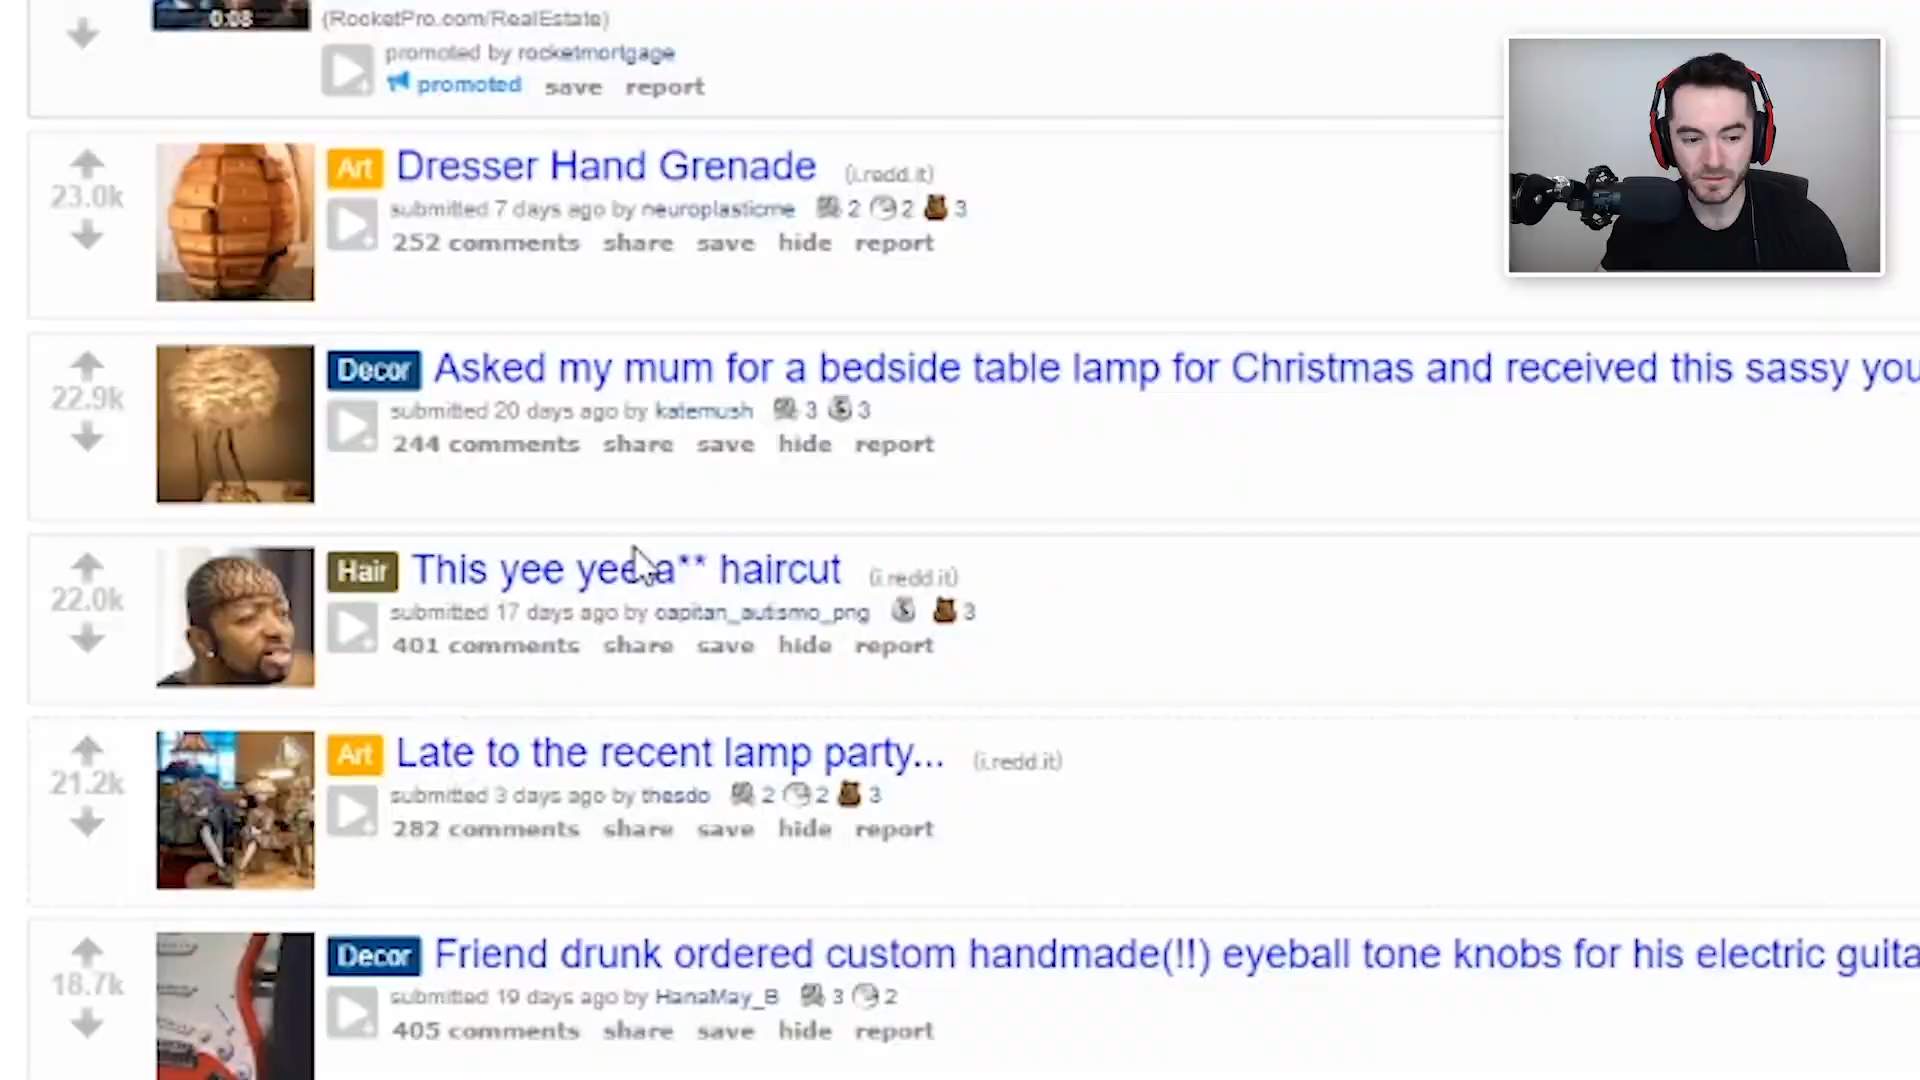 0:08
(RocketPro.com/RealEstate)
promoted by rocketmortgage
promoted save report
Art Dresser Hand Grenade (i.redd.it)
23.0k
submitted 7 days ago by neuroplasticme 2 2 3
252 comments share save hide report
Decor Asked my mum for a bedside table lamp for Christmas and received this sassy you
22.9k
submitted 20 days ago by katemush 3 3
244 comments share save hide report
Hair This yee yee a** haircut (i.redd.it)
22.0k
submitted 17 days ago by capitan_autismo_png 3
401 comments share save hide report
Art Late to the recent lamp party... (i.redd.it)
21.2k
submitted 3 days ago by thesdo 2 2 3
282 comments share save hide report
Decor Friend drunk ordered custom handmade(!!) eyeball tone knobs for his electric guita
18.7k
submitted 19 days ago by HanaMay_B 3 2
405 comments share save hide report